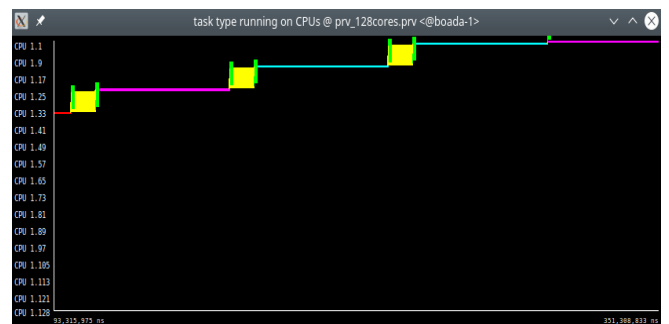 task type running on CPUs @ prv_128cores.prv <@boada-1>
CPU 1.1
CPU 1.9
CPU 1.17
CPU 1.25
CPU 1.33
CPU 1.41
CPU 1.49
CPU 1.57
CPU 1.65
CPU 1.73
CPU 1.81
CPU 1.89
CPU 1.97
CPU 1.105
CPU 1.113
CPU 1.121
CPU 1.128
93,315,975 ns
351,308,833 ns